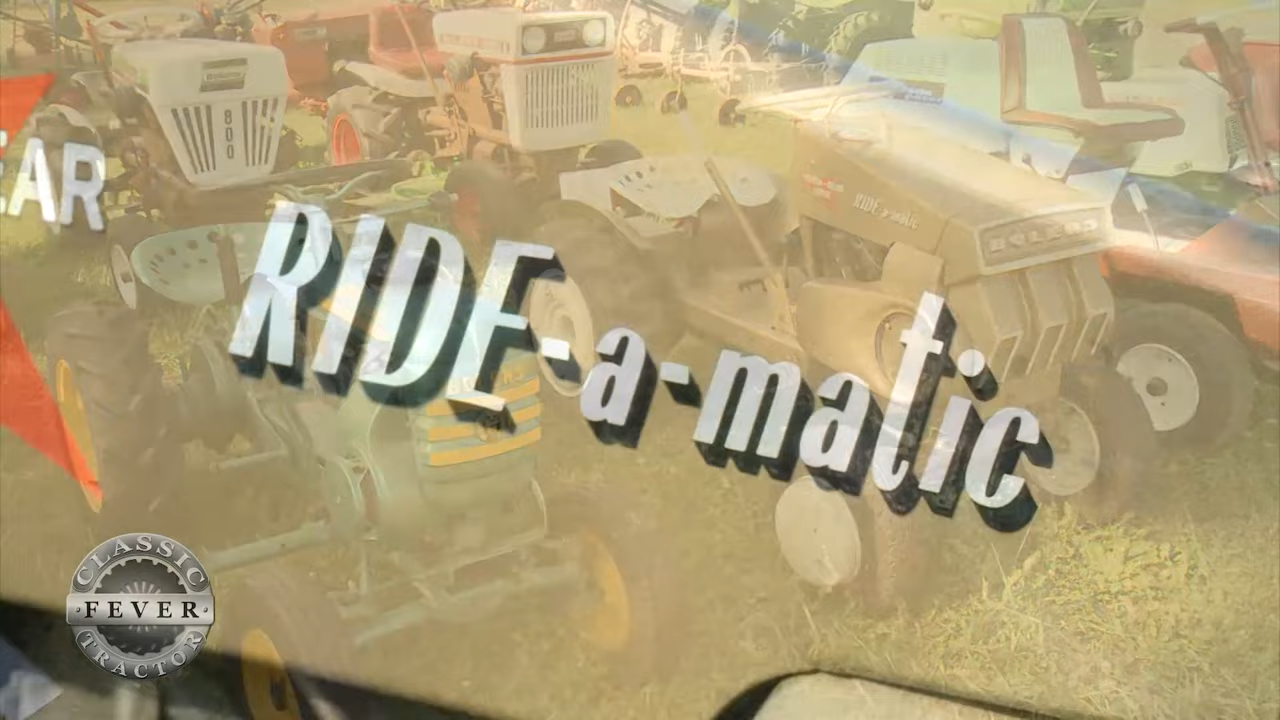 800
EAR
RIDE-a-matic
RIDE-a-matic
CLASSIC
FEVER
TRACTOR